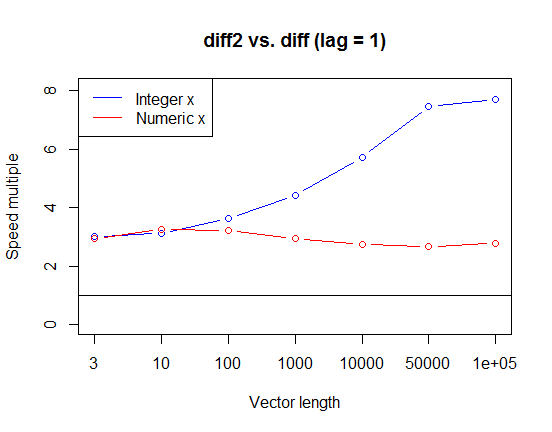 diff2 vs. diff (lag = 1)
Integer x
Numeric x
Speed multiple
8
6
4
2
0
3 10 100 1000 10000 50000 1e+05
Vector length